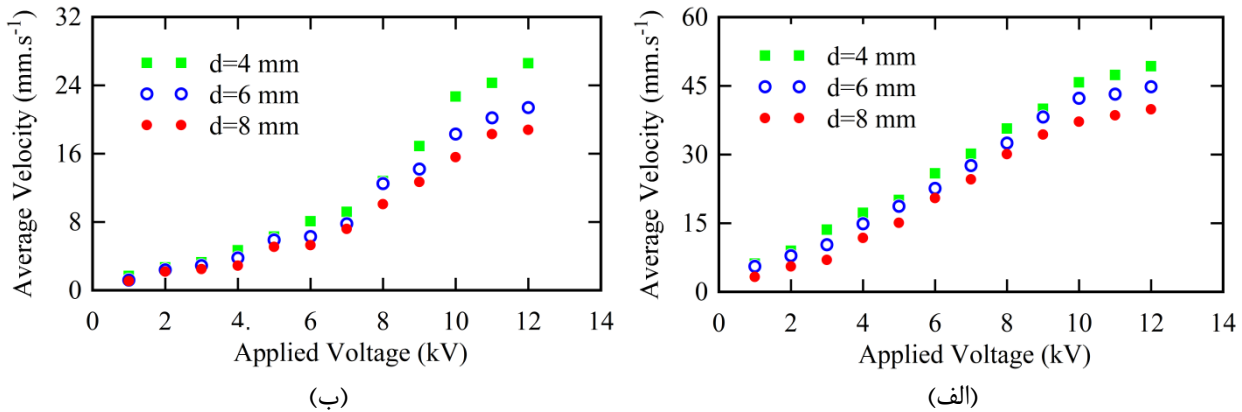 32
24
16
8
0
Average Velocity (mm.s⁻¹)
d=4 mm
d=6 mm
d=8 mm
0 2 4. 6 8 10 12 14
Applied Voltage (kV)
(ب)
60
45
30
15
0
Average Velocity (mm.s⁻¹)
d=4 mm
d=6 mm
d=8 mm
0 2 4 6 8 10 12 14
Applied Voltage (kV)
(الف)